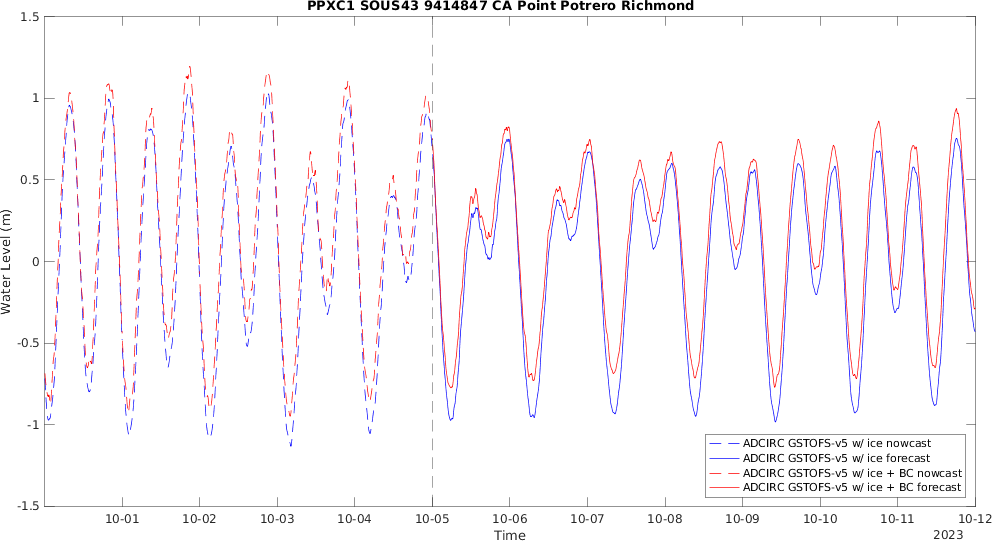 PPXC1 SOUS43 9414847 CA Point Potrero Richmond
1.5
1
0.5
0
-0.5
-1
-1.5
Water Level (m)
10-01 10-02 10-03 10-04 10-05 10-06 10-07 10-08 10-09 10-10 10-11 10-12
Time
2023
ADCIRC GSTOFS-v5 w/ ice nowcast
ADCIRC GSTOFS-v5 w/ ice forecast
ADCIRC GSTOFS-v5 w/ ice + BC nowcast
ADCIRC GSTOFS-v5 w/ ice + BC forecast